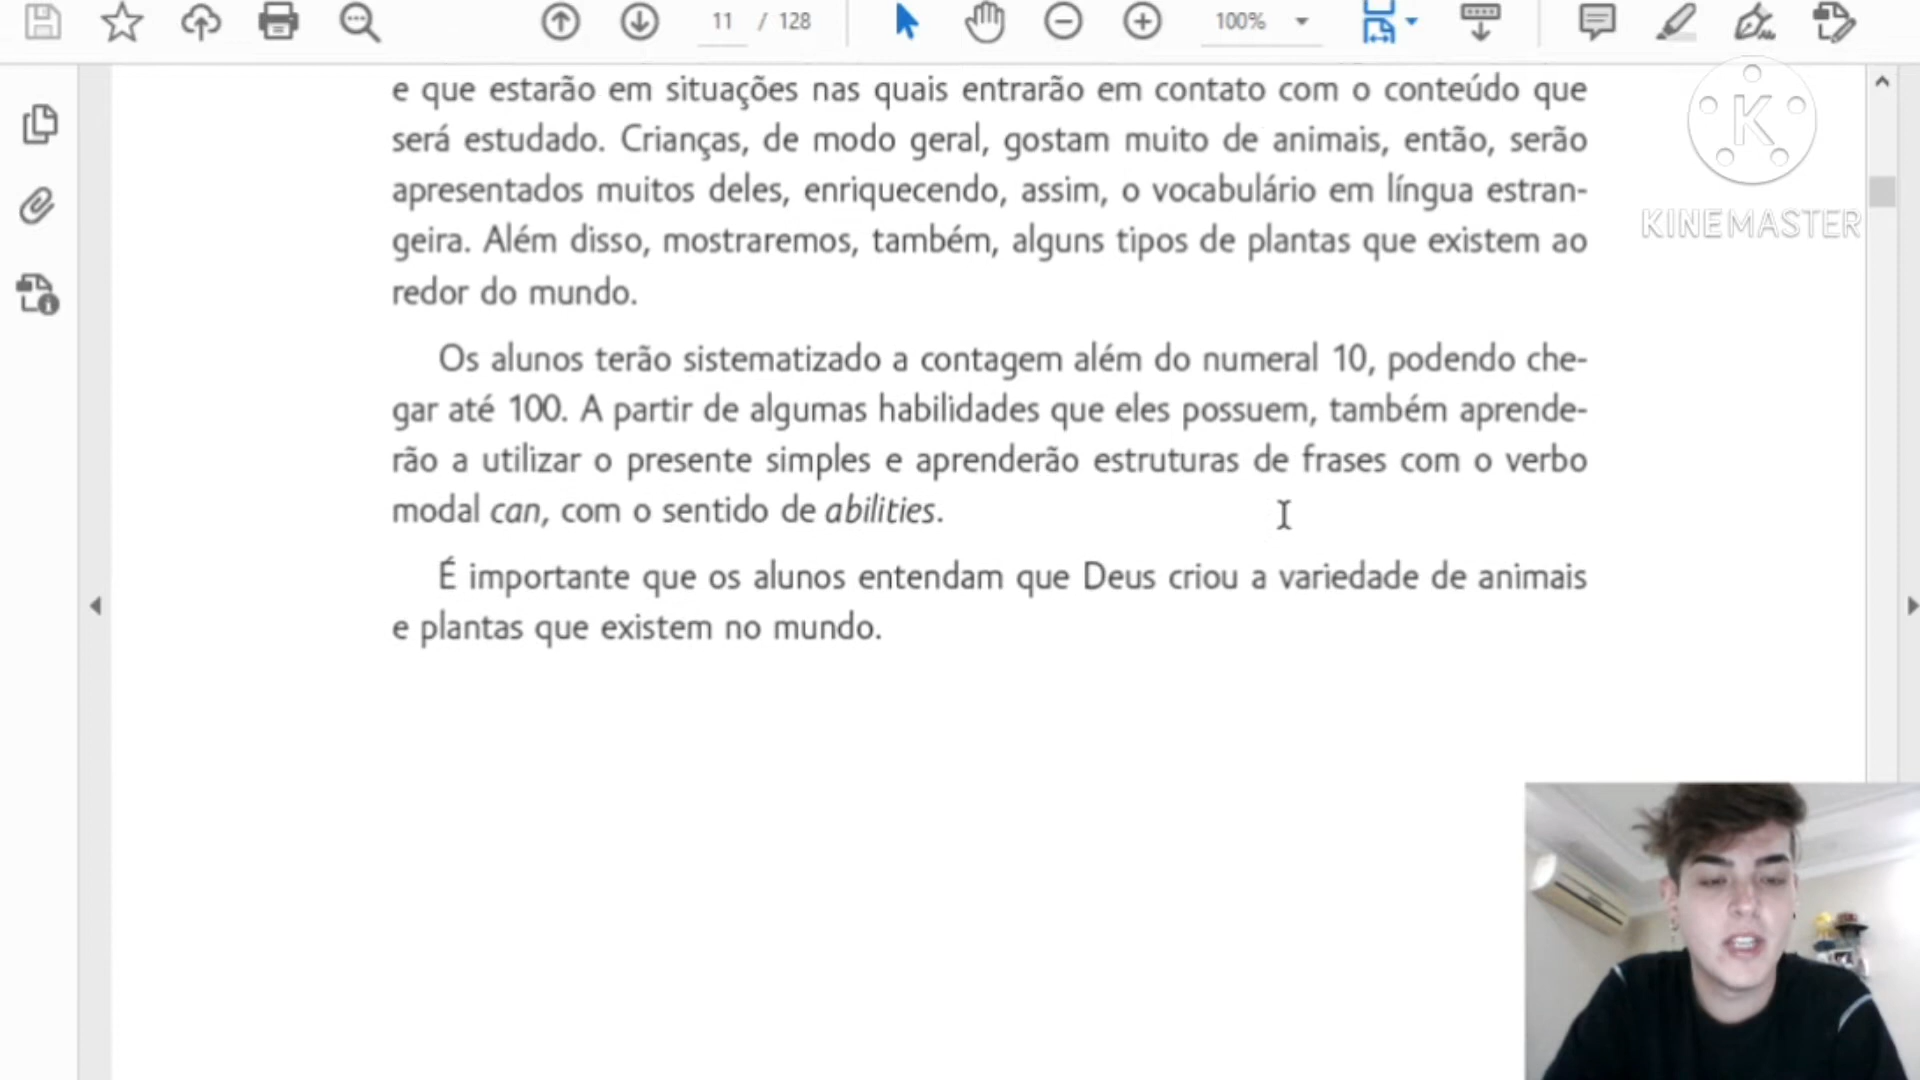 11 / 128
100%
e que estarão em situações nas quais entrarão em contato com o conteúdo que
será estudado. Crianças, de modo geral, gostam muito de animais, então, serão
apresentados muitos deles, enriquecendo, assim, o vocabulário em língua estran-
geira. Além disso, mostraremos, também, alguns tipos de plantas que existem ao
redor do mundo.
Os alunos terão sistematizado a contagem além do numeral 10, podendo che-
gar até 100. A partir de algumas habilidades que eles possuem, também aprende-
rão a utilizar o presente simples e aprenderão estruturas de frases com o verbo
modal can, com o sentido de abilities.
É importante que os alunos entendam que Deus criou a variedade de animais
e plantas que existem no mundo.
K
KINEMASTER